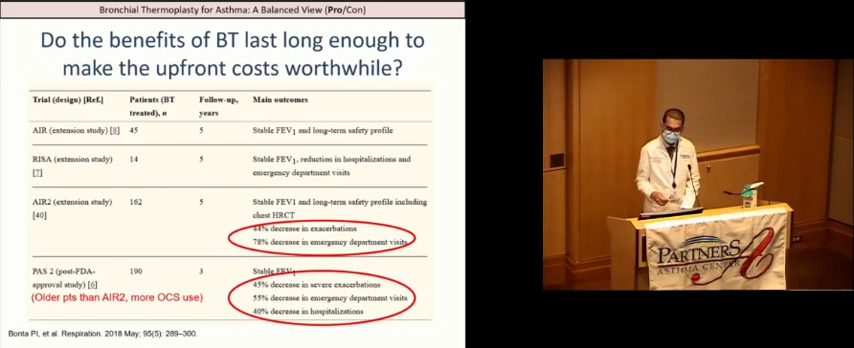 Bronchial Thermoplasty for Asthma: A Balanced View (Pro/Con)
Do the benefits of BT last long enough to
make the upfront costs worthwhile?
Trial (design) [Ref.] Patients (BT treated), n Follow-up, years Main outcomes
AIR (extension study) [8] 45 5 Stable FEV1 and long-term safety profile
RISA (extension study) [7] 14 5 Stable FEV1, reduction in hospitalizations and
emergency department visits
AIR2 (extension study) [40] 162 5 Stable FEV1 and long-term safety profile including
chest HRCT
44% decrease in exacerbations
78% decrease in emergency department visits
PAS 2 (post-FDA-approval study) [6] 190 3 Stable FEV1
45% decrease in severe exacerbations
(Older pts than AIR2, more OCS use) 55% decrease in emergency department visits
40% decrease in hospitalizations
Bonta PI, et al. Respiration. 2018 May; 95(5): 289–300.
PARTNERS
ASTHMA CENTER